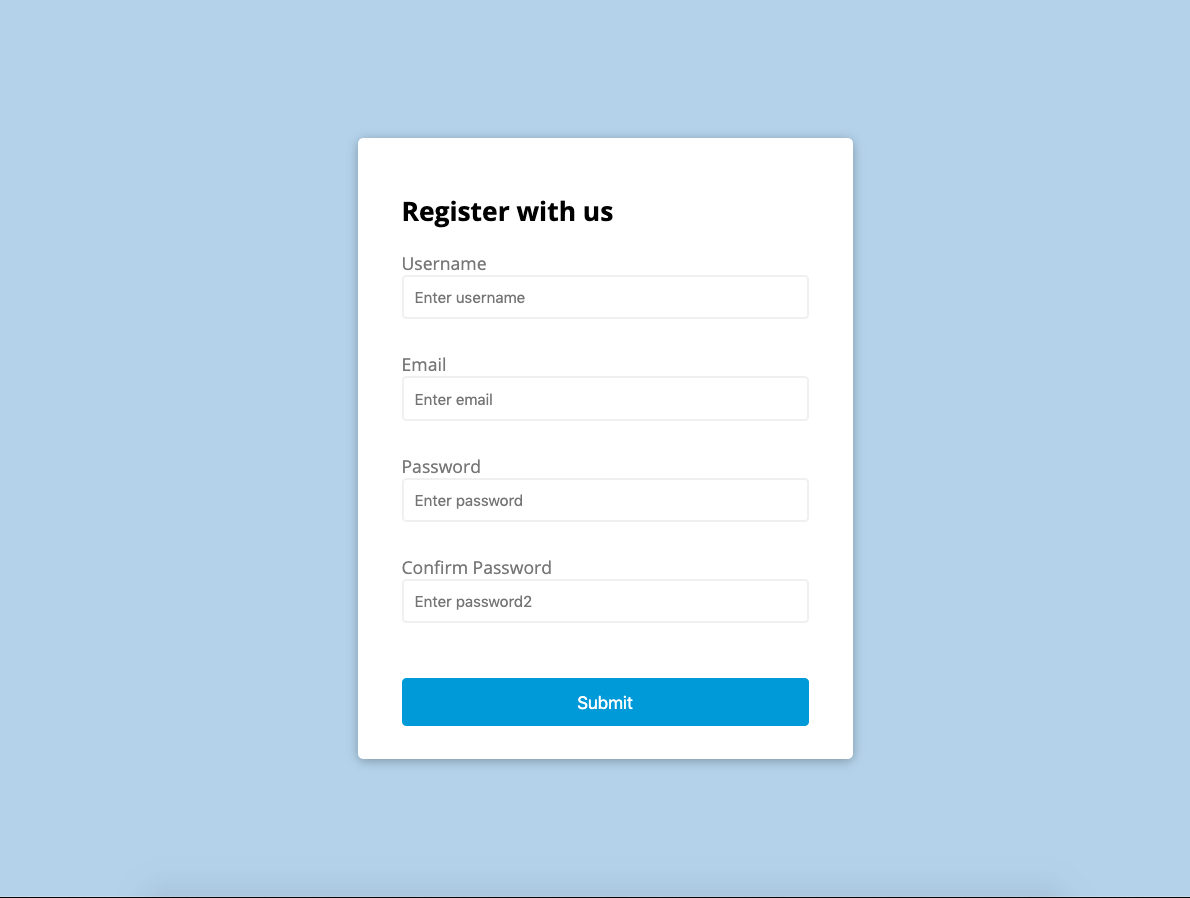 Register with us
Username
Enter username
Email
Enter email
Password
Enter password
Confirm Password
Enter password2
Submit